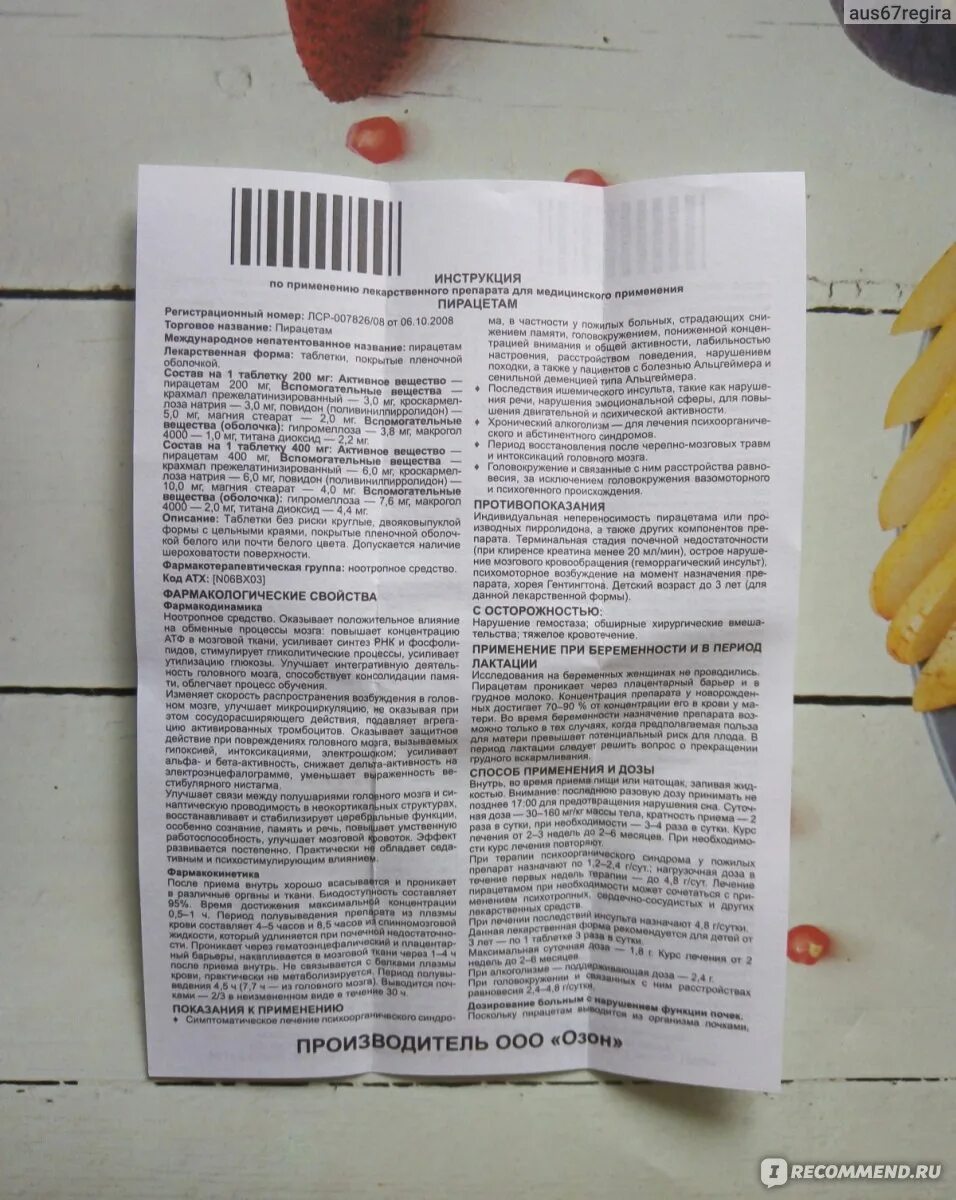 aus67regira
ИНСТРУКЦИЯ
по применению лекарственного препарата для медицинского применения
ПИРАЦЕТАМ
Регистрационный номер: ЛСР-007826/08 от 06.10.2008
Торговое название: Пирацетам
Международное непатентованное название: пирацетам
Лекарственная форма: таблетки, покрытые пленочной
оболочкой.
Состав на 1 таблетку 200 мг: Активное вещество —
пирацетам 200 мг, Вспомогательные вещества —
крахмал прежелатинизированный — 3,0 мг, кроскармел-
лоза натрия — 3,0 мг, повидон (поливинилпирролидон) —
5,0 мг, магния стеарат — 2,0 мг. Вспомогательные
вещества (оболочка): гипромеллоза — 3,8 мг, макрогол
4000 — 1,0 мг, титана диоксид — 2,2 мг.
Состав на 1 таблетку 400 мг: Активное вещество —
пирацетам 400 мг, Вспомогательные вещества —
крахмал прежелатинизированный — 6,0 мг, кроскармел-
лоза натрия — 6,0 мг, повидон (поливинилпирролидон) —
10,0 мг, магния стеарат — 4,0 мг. Вспомогательные
вещества (оболочка): гипромеллоза — 7,6 мг, макрогол
4000 — 2,0 мг, титана диоксид — 4,4 мг.
Описание: Таблетки без риски круглые, двояковыпуклой
формы с цельными краями, покрытые пленочной оболоч-
кой белого или почти белого цвета. Допускается наличие
шероховатости поверхности.
Фармакотерапевтическая группа: ноотропное средство.
Код АТХ: [N06BX03]
ФАРМАКОЛОГИЧЕСКИЕ СВОЙСТВА
Фармакодинамика
Ноотропное средство. Оказывает положительное влияние
на обменные процессы мозга: повышает концентрацию
АТФ в мозговой ткани, усиливает синтез РНК и фосфоли-
пидов, стимулирует гликолитические процессы, усиливает
утилизацию глюкозы. Улучшает интегративную деятель-
ность головного мозга, способствует консолидации памя-
ти, облегчает процесс обучения.
Изменяет скорость распространения возбуждения в голов-
ном мозге, улучшает микроциркуляцию, не оказывая при
этом сосудорасширяющего действия, подавляет агрега-
цию активированных тромбоцитов. Оказывает защитное
действие при повреждениях головного мозга, вызываемых
гипоксией, интоксикациями, электрошоком; усиливает
альфа- и бета-активность, снижает дельта-активность на
электроэнцефалограмме, уменьшает выраженность ве-
стибулярного нистагма.
Улучшает связи между полушариями головного мозга и си-
наптическую проводимость в неокортикальных структурах,
восстанавливает и стабилизирует церебральные функции,
особенно сознание, память и речь, повышает умственную
работоспособность, улучшает мозговой кровоток. Эффект
развивается постепенно. Практически не обладает седа-
тивным и психостимулирующим влиянием.
Фармакокинетика
После приема внутрь хорошо всасывается и проникает
в различные органы и ткани. Биодоступность составляет
95%. Время достижения максимальной концентрации
0,5–1 ч. Период полувыведения препарата из плазмы
крови составляет 4–5 часов и 8,5 часов из спинномозговой
жидкости, который удлиняется при почечной недостаточно-
сти. Проникает через гематоэнцефалический и плацентар-
ный барьеры, накапливается в мозговой ткани через 1–4 ч
после приема внутрь. Не связывается с белками плазмы
крови, практически не метаболизируется. Период полувы-
ведения 4,5 ч (7,7 ч — из головного мозга). Выводится поч-
ками — 2/3 в неизмененном виде в течение 30 ч.
ПОКАЗАНИЯ К ПРИМЕНЕНИЮ
♦ Симптоматическое лечение психоорганического синдро-
ма, в частности у пожилых больных, страдающих сни-
жением памяти, головокружением, пониженной концен-
трацией внимания и общей активности, лабильностью
настроения, расстройством поведения, нарушением
походки, а также у пациентов с болезнью Альцгеймера и
сенильной деменцией типа Альцгеймера.
♦ Последствия ишемического инсульта, такие как наруше-
ния речи, нарушения эмоциональной сферы, для повы-
шения двигательной и психической активности.
♦ Хронический алкоголизм — для лечения психоорганиче-
ского и абстинентного синдромов.
♦ Период восстановления после черепно-мозговых травм
и интоксикаций головного мозга.
♦ Головокружение и связанные с ним расстройства равно-
весия, за исключением головокружения вазомоторного
и психогенного происхождения.
ПРОТИВОПОКАЗАНИЯ
Индивидуальная непереносимость пирацетама или про-
изводных пирролидона, а также других компонентов пре-
парата. Терминальная стадия почечной недостаточности
(при клиренсе креатина менее 20 мл/мин), острое наруше-
ние мозгового кровообращения (геморрагический инсульт),
психомоторное возбуждение на момент назначения пре-
парата, хорея Гентингтона. Детский возраст до 3 лет (для
данной лекарственной формы).
С ОСТОРОЖНОСТЬЮ:
Нарушение гемостаза; обширные хирургические вмеша-
тельства; тяжелое кровотечение.
ПРИМЕНЕНИЕ ПРИ БЕРЕМЕННОСТИ И В ПЕРИОД
ЛАКТАЦИИ
Исследования на беременных женщинах не проводились.
Пирацетам проникает через плацентарный барьер и в
грудное молоко. Концентрация препарата у новорожден-
ных достигает 70–90 % от концентрации его в крови у ма-
тери. Во время беременности назначение препарата воз-
можно только в тех случаях, когда предполагаемая польза
для матери превышает потенциальный риск для плода. В
период лактации следует решить вопрос о прекращении
грудного вскармливания.
СПОСОБ ПРИМЕНЕНИЯ И ДОЗЫ
Внутрь, во время приема пищи или натощак, запивая жид-
костью. Внимание: последнюю разовую дозу принимать не
позднее 17:00 для предотвращения нарушения сна. Суточ-
ная доза — 30–160 мг/кг массы тела, кратность приема — 2
раза в сутки, при необходимости — 3–4 раза в сутки. Курс
лечения от 2–3 недель до 2–6 месяцев. При необходимо-
сти курс лечения повторяют.
При терапии психоорганического синдрома у пожилых
препарат назначают по 1,2–2,4 г/сут.; нагрузочная доза в
течение первых недель терапии — до 4,8 г/сут. Лечение
пирацетамом при необходимости может сочетаться с при-
менением психотропных, сердечно-сосудистых и других
лекарственных средств.
При лечении последствий инсульта назначают 4,8 г/сутки.
Данная лекарственная форма рекомендуется для детей от
3 лет — по 1 таблетке 3 раза в сутки.
Максимальная суточная доза — 1,8 г. Курс лечения от 2
недель до 2–6 месяцев.
При алкоголизме — поддерживающая доза — 2,4 г.
При головокружении и связанных с ним расстройствах
равновесия 2,4–4,8 г/сутки.
Дозирование больным с нарушением функции почек.
Поскольку пирацетам выводится из организма почками,
ПРОИЗВОДИТЕЛЬ ООО «Озон»
I RECOMMEND.RU